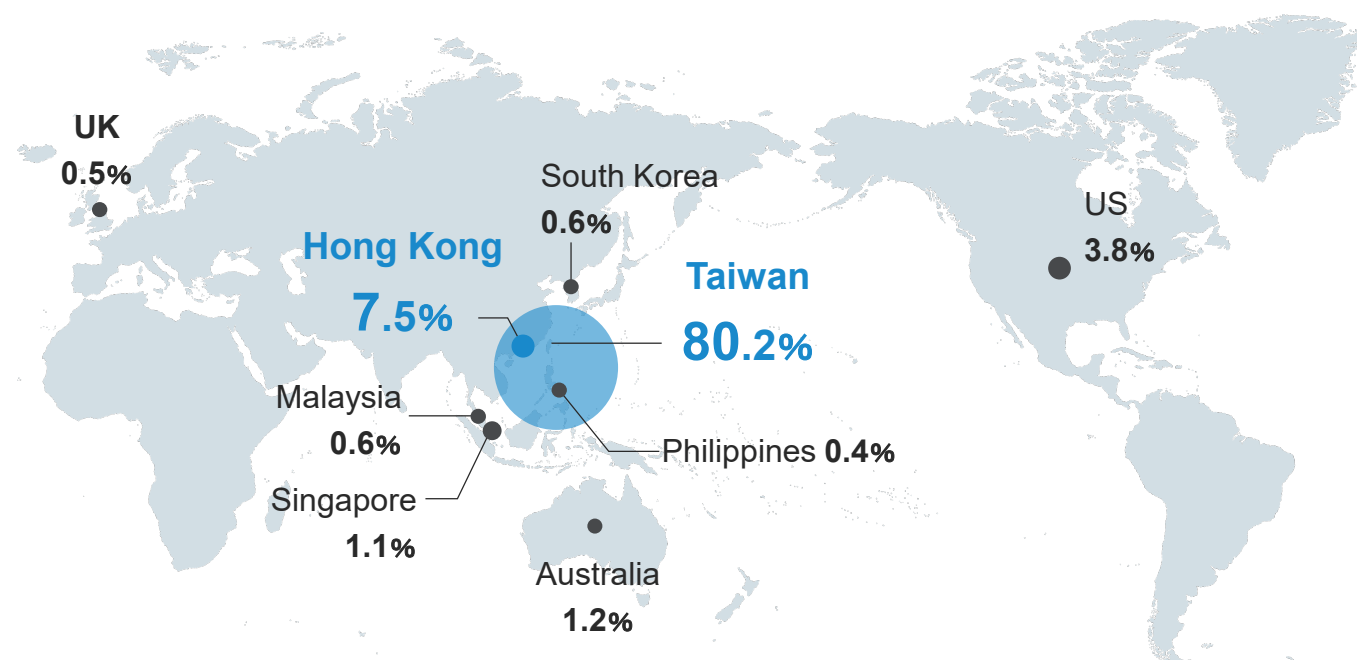 UK
0.5%
South Korea
0.6%
US
3.8%
Hong Kong
7.5%
Taiwan
80.2%
Malaysia
0.6%
Philippines 0.4%
Singapore
1.1%
Australia
1.2%